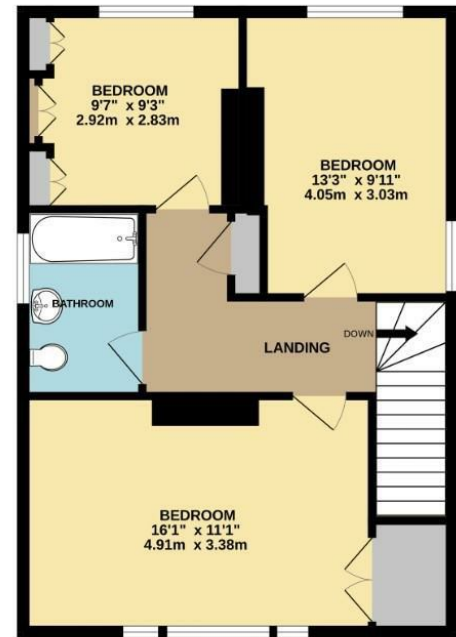 BEDROOM
9'7" x 9'3"
2.92m x 2.83m
BEDROOM
13'3" x 9'11"
4.05m x 3.03m
BATHROOM
DOWN
LANDING
BEDROOM
16'1" x 11'1"
4.91m x 3.38m